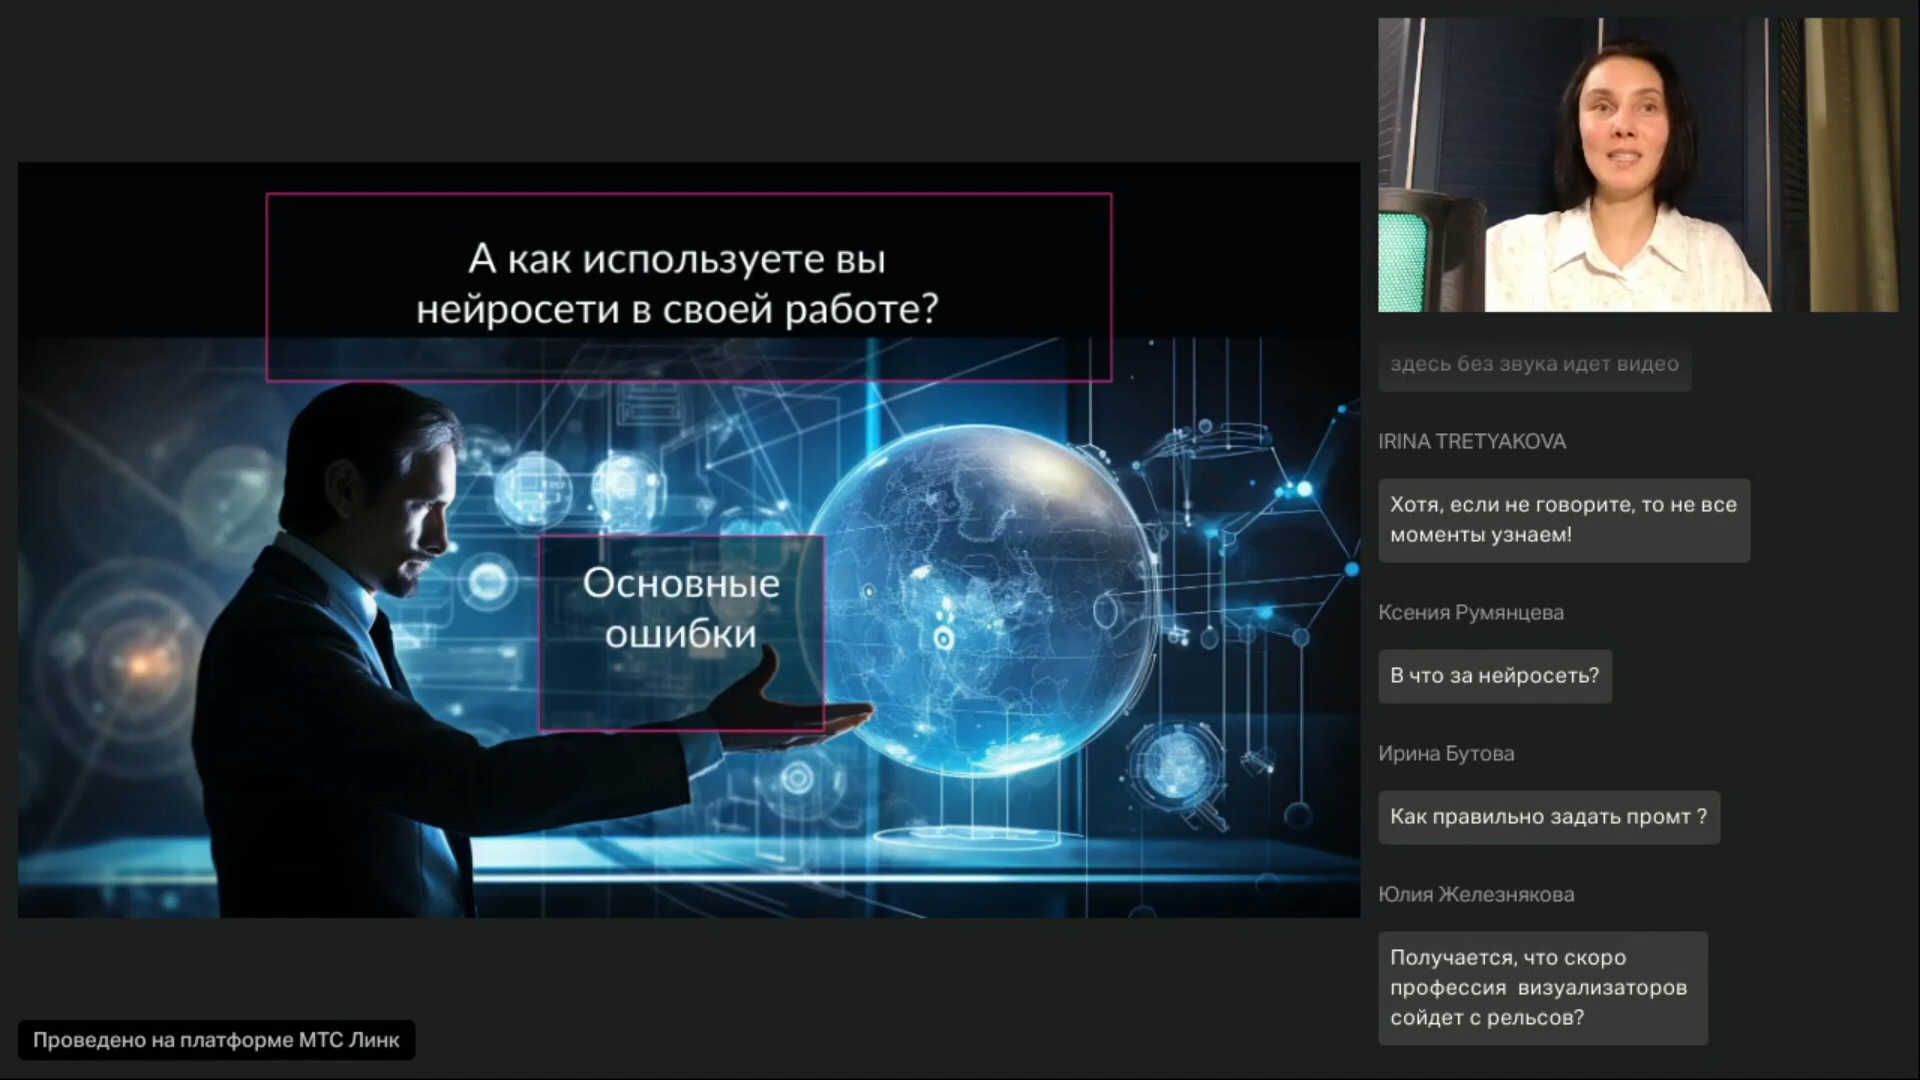 А как используете вы
нейросети в своей работе?
Основные
ошибки
здесь без звука идет видео
IRINA TRETYAKOVA
Хотя, если не говорите, то не все
моменты узнаем!
Ксения Румянцева
В что за нейросеть?
Ирина Бутова
Как правильно задать промт ?
Юлия Железнякова
Получается, что скоро
профессия  визуализаторов
сойдет с рельсов?
Проведено на платформе МТС Линк